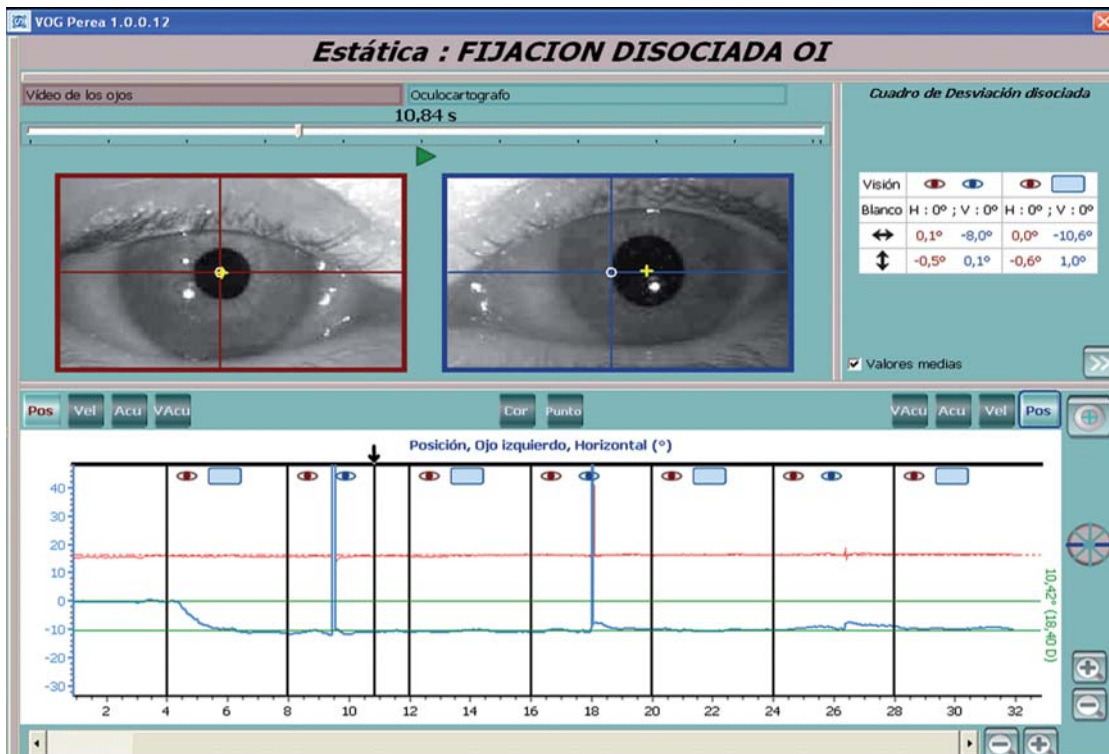 VOG Perea 1.0.0.12
Estática : FIJACION DISOCIADA OI
Vídeo de los ojos
Oculocartografo
10,84 s
Cuadro de Desviación disociada
Visión
Blanco H : 0º ; V : 0º H : 0º ; V : 0º
0,1º -8,0º 0,0º -10,6º
-0,5º 0,1º -0,6º 1,0º
Valores medias
>>
Pos Vel Acu VAcu Cor Punto VAcu Acu Vel Pos
Posición, Ojo izquierdo, Horizontal (°)
40
30
20
10
0
-10
-20
-30
10,42° (18,40 D)
2 4 6 8 10 12 14 16 18 20 22 24 26 28 30 32